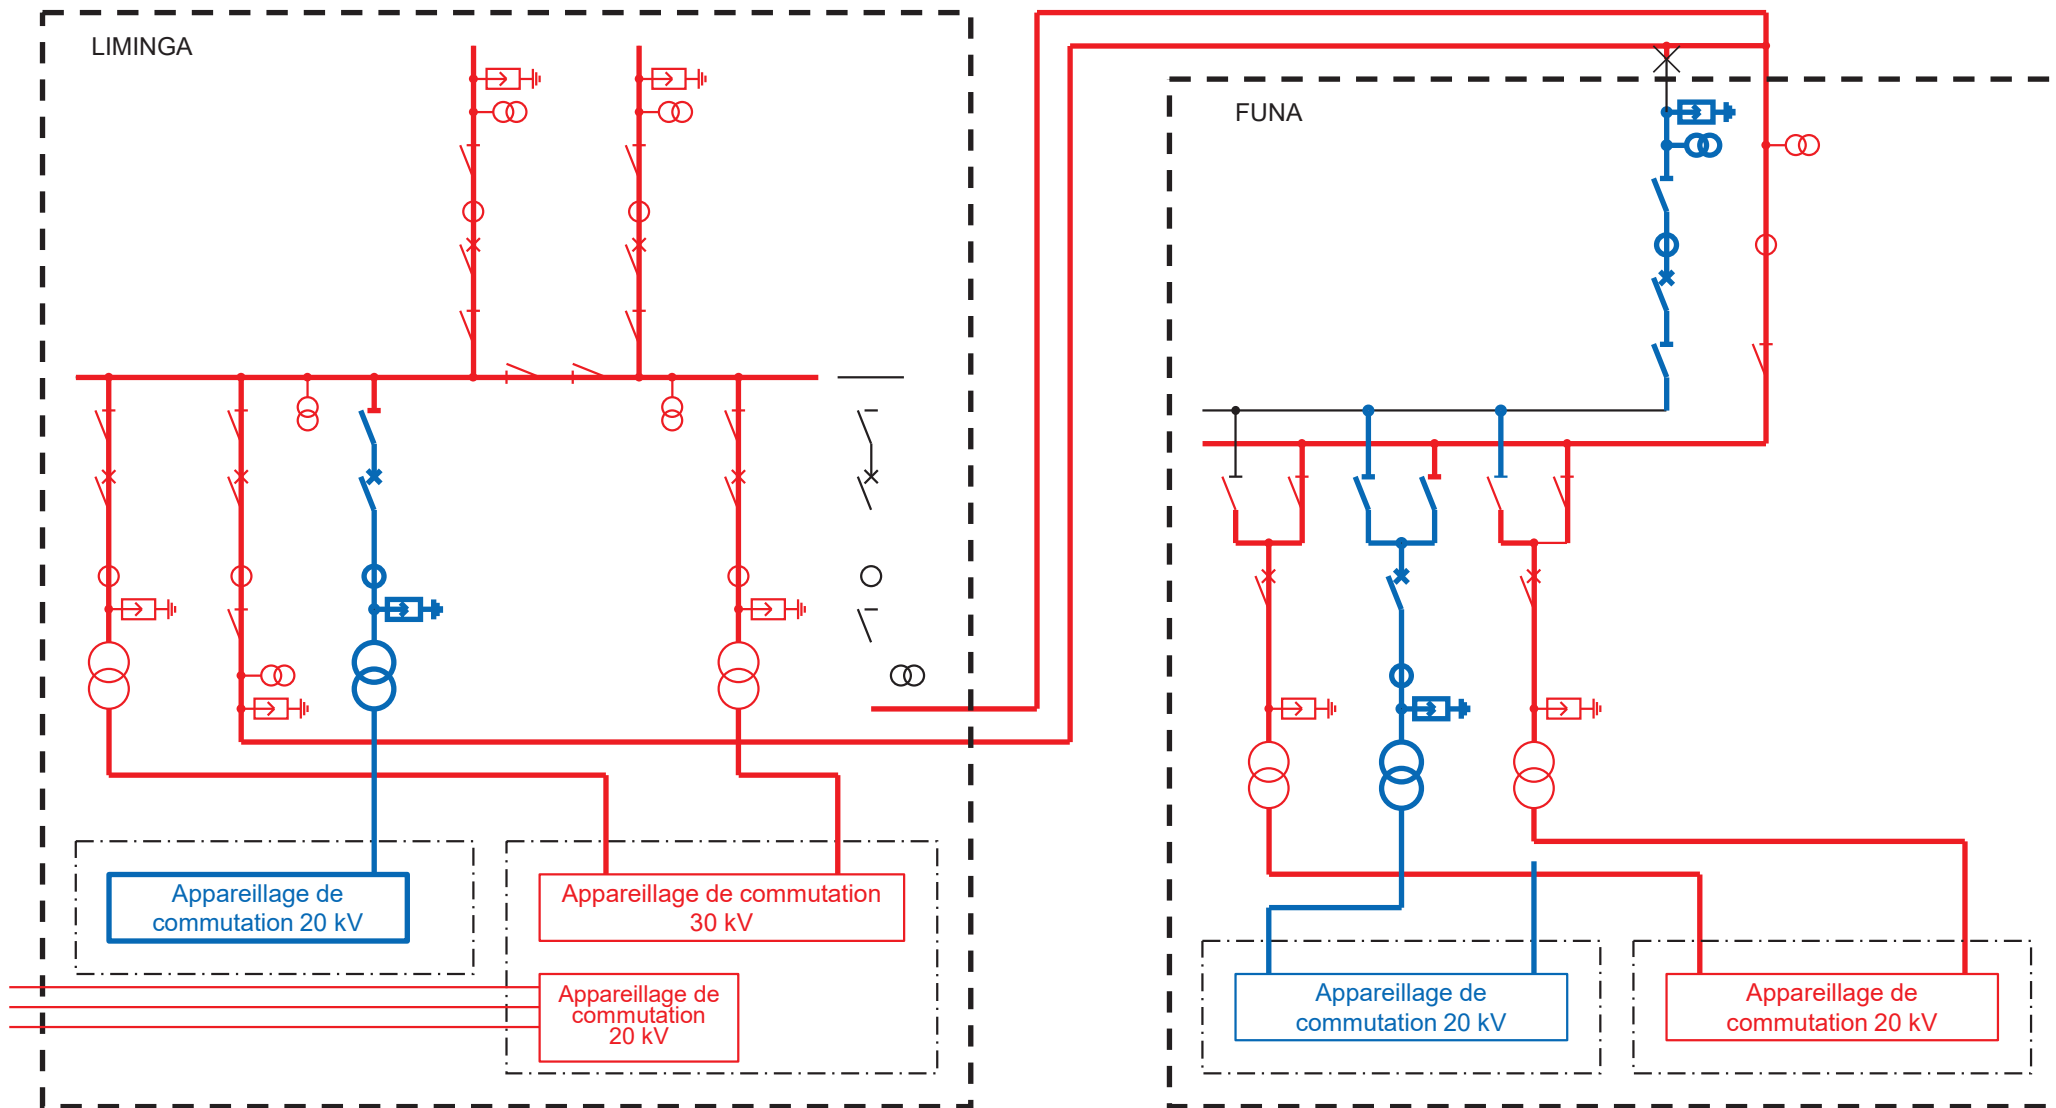 LIMINGA
FUNA
Appareillage de
commutation 20 kV
Appareillage de commutation
30 kV
Appareillage de
commutation
20 kV
Appareillage de
commutation 20 kV
Appareillage de
commutation 20 kV